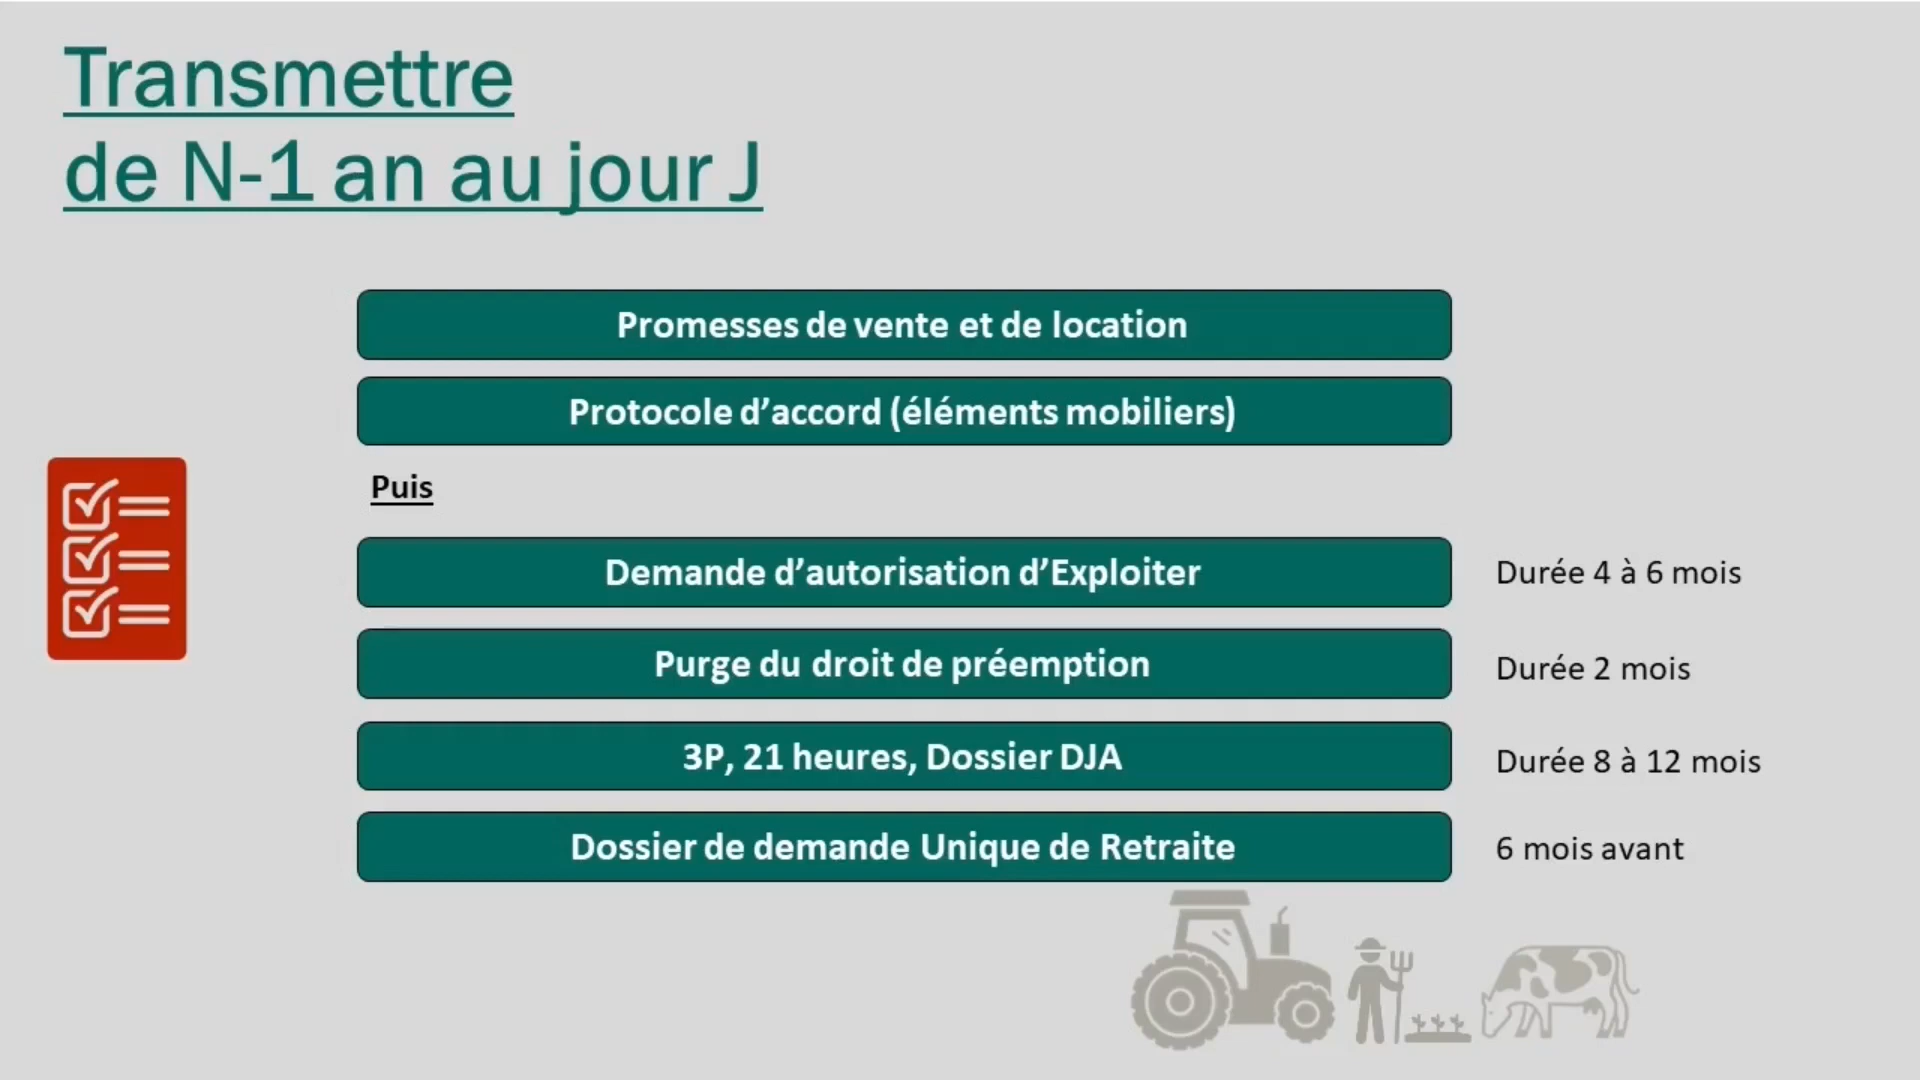 Transmettre
de N-1 an au jour J
Promesses de vente et de location
Protocole d’accord (éléments mobiliers)
Puis
Demande d’autorisation d’Exploiter
Durée 4 à 6 mois
Purge du droit de préemption
Durée 2 mois
3P, 21 heures, Dossier DJA
Durée 8 à 12 mois
Dossier de demande Unique de Retraite
6 mois avant